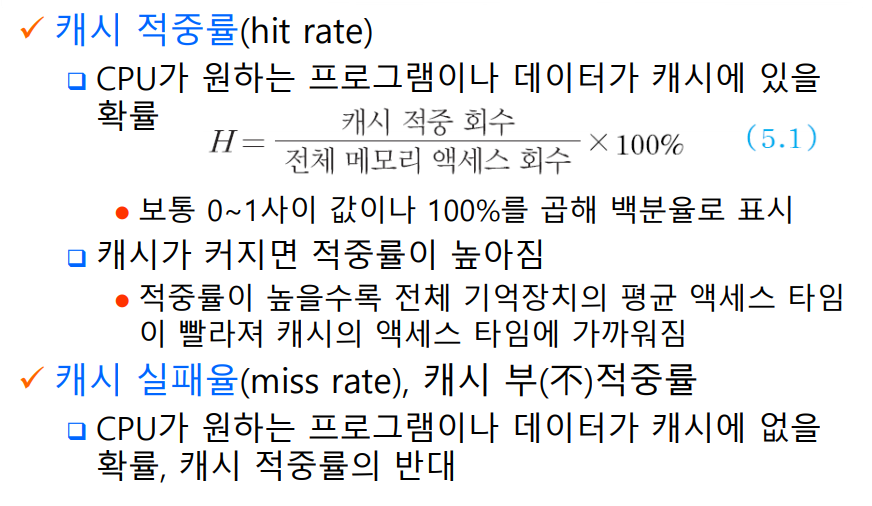 ✓ 캐시 적중률(hit rate)
❑ CPU가 원하는 프로그램이나 데이터가 캐시에 있을
확률
H = 캐시 적중 회수 / 전체 메모리 액세스 회수 × 100% (5.1)
● 보통 0~1사이 값이나 100%를 곱해 백분율로 표시
❑ 캐시가 커지면 적중률이 높아짐
● 적중률이 높을수록 전체 기억장치의 평균 액세스 타임
이 빨라져 캐시의 액세스 타임에 가까워짐
✓ 캐시 실패율(miss rate), 캐시 부(不)적중률
❑ CPU가 원하는 프로그램이나 데이터가 캐시에 없을
확률, 캐시 적중률의 반대